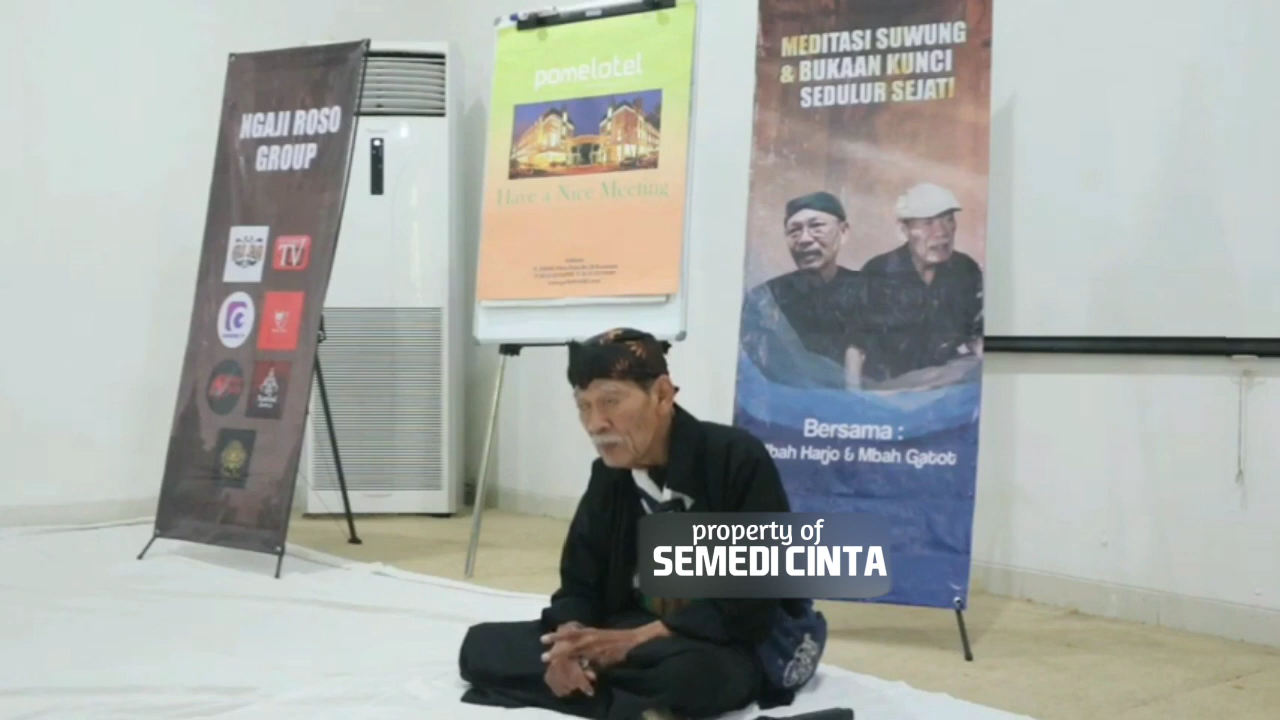 NGAJI ROSO
GROUP
TV
pomelotel
Have a Nice Meeting
MEDITASI SUWUNG
& BUKAAN KUNCI
SEDULUR SEJATI
Bersama :
Mbah Harjo & Mbah Gatot
property of
SEMEDI CINTA